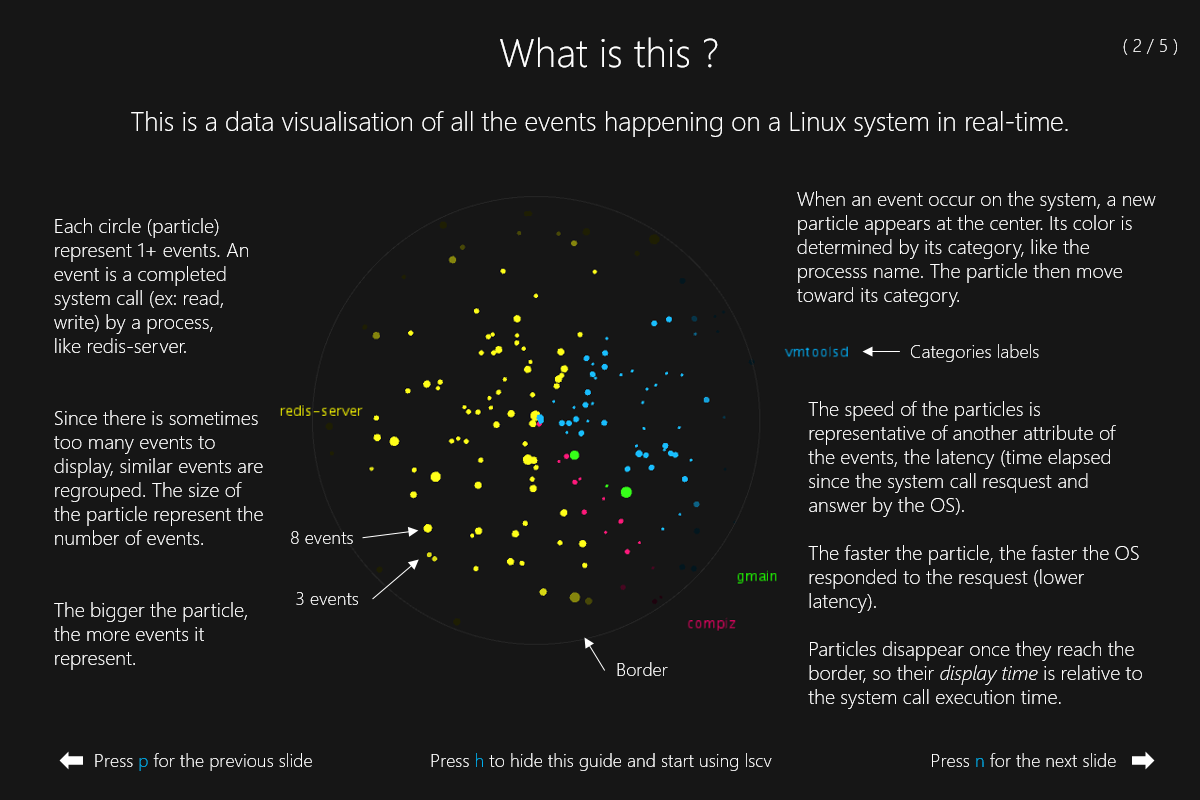 What is this ?
( 2 / 5 )
This is a data visualisation of all the events happening on a Linux system in real-time.
Each circle (particle)
represent 1+ events. An
event is a completed
system call (ex: read,
write) by a process,
like redis-server.
Since there is sometimes
too many events to
display, similar events are
regrouped. The size of
the particle represent the
number of events.
The bigger the particle,
the more events it
represent.
redis-server
8 events
3 events
Border
gmain
compiz
vmtoolsd
Categories labels
When an event occur on the system, a new
particle appears at the center. Its color is
determined by its category, like the
processs name. The particle then move
toward its category.
The speed of the particles is
representative of another attribute of
the events, the latency (time elapsed
since the system call resquest and
answer by the OS).
The faster the particle, the faster the OS
responded to the resquest (lower
latency).
Particles disappear once they reach the
border, so their display time is relative to
the system call execution time.
Press p for the previous slide
Press h to hide this guide and start using lscv
Press n for the next slide